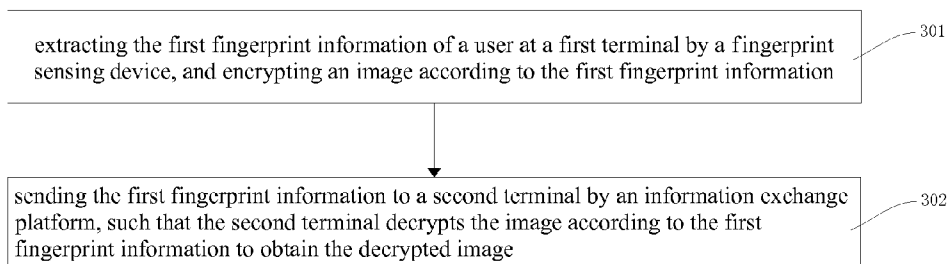 extracting the first fingerprint information of a user at a first terminal by a fingerprint
sensing device, and encrypting an image according to the first fingerprint information
301
sending the first fingerprint information to a second terminal by an information exchange
platform, such that the second terminal decrypts the image according to the first
fingerprint information to obtain the decrypted image
302